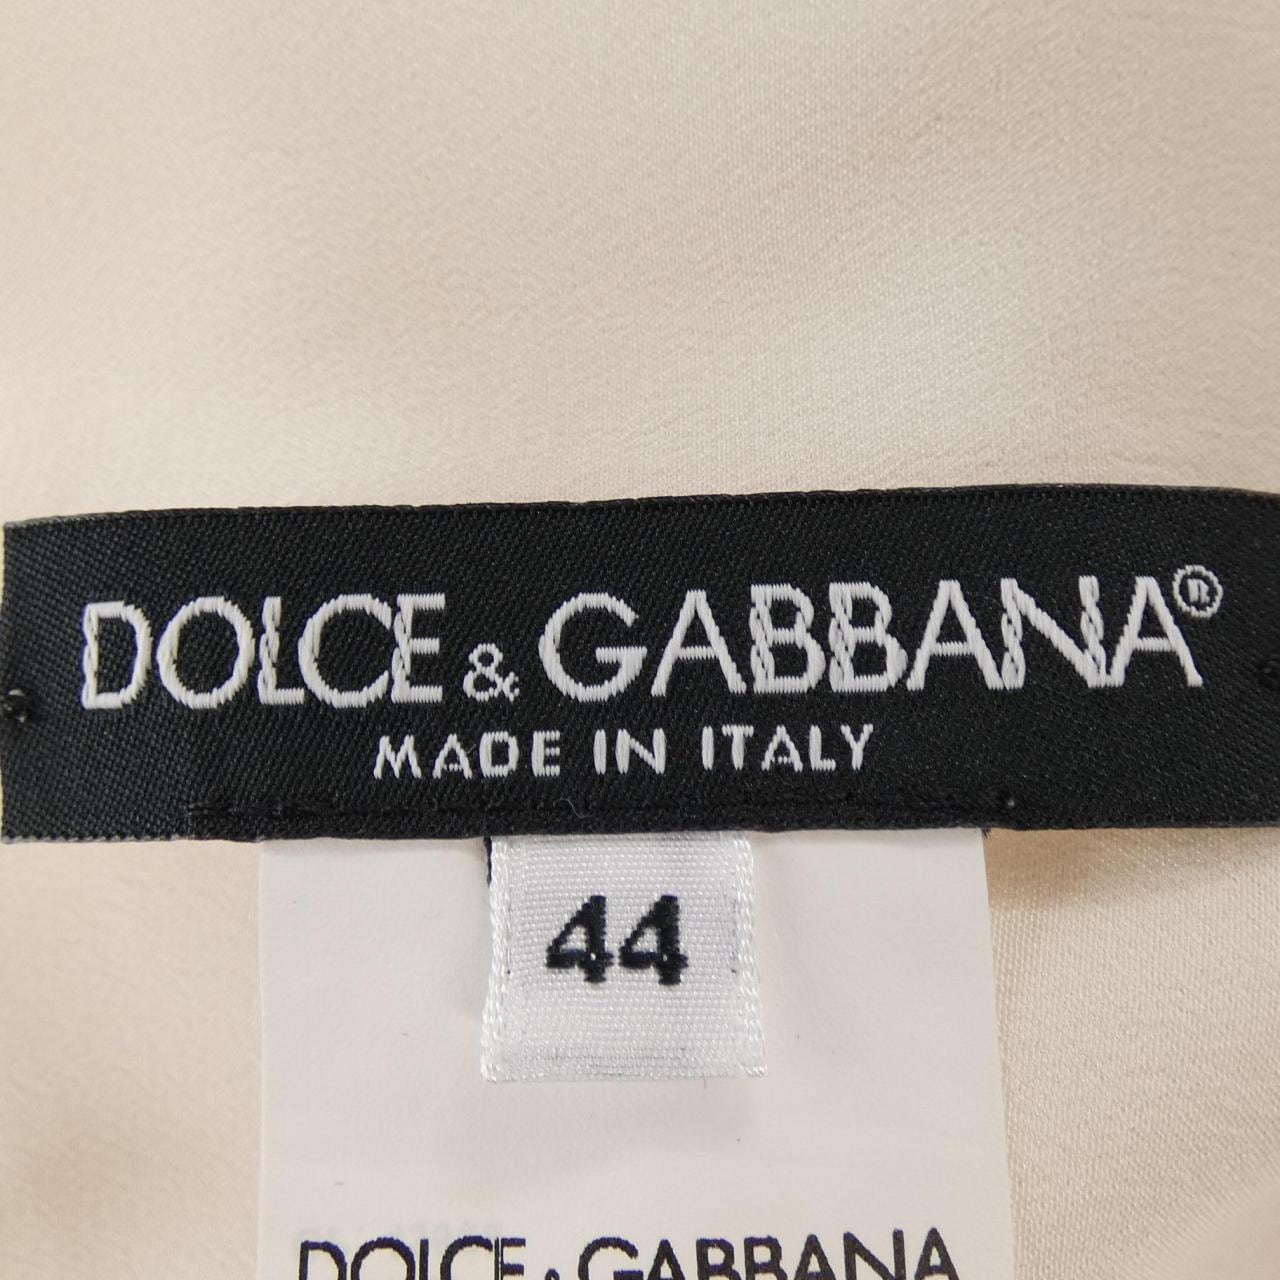 DOLCE & GABBANA®
MADE IN ITALY
44
DOLCE & GABBANA